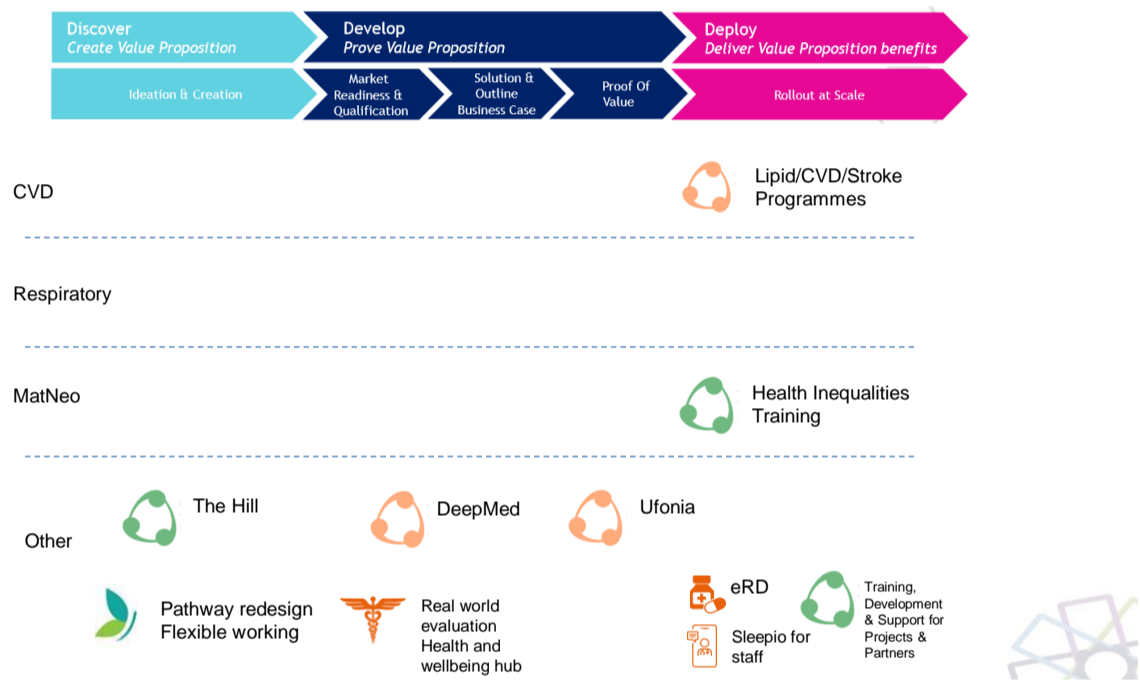 Discover
Create Value Proposition
Develop
Prove Value Proposition
Deploy
Deliver Value Proposition benefits
Ideation & Creation
Market
Readiness &
Qualification
Solution &
Outline
Business Case
Proof Of
Value
Rollout at Scale
CVD
Lipid/CVD/Stroke
Programmes
Respiratory
MatNeo
Health Inequalities
Training
Other
The Hill
DeepMed
Ufonia
Pathway redesign
Flexible working
Real world
evaluation
Health and
wellbeing hub
eRD
Sleepio for
staff
Training,
Development
& Support for
Projects &
Partners